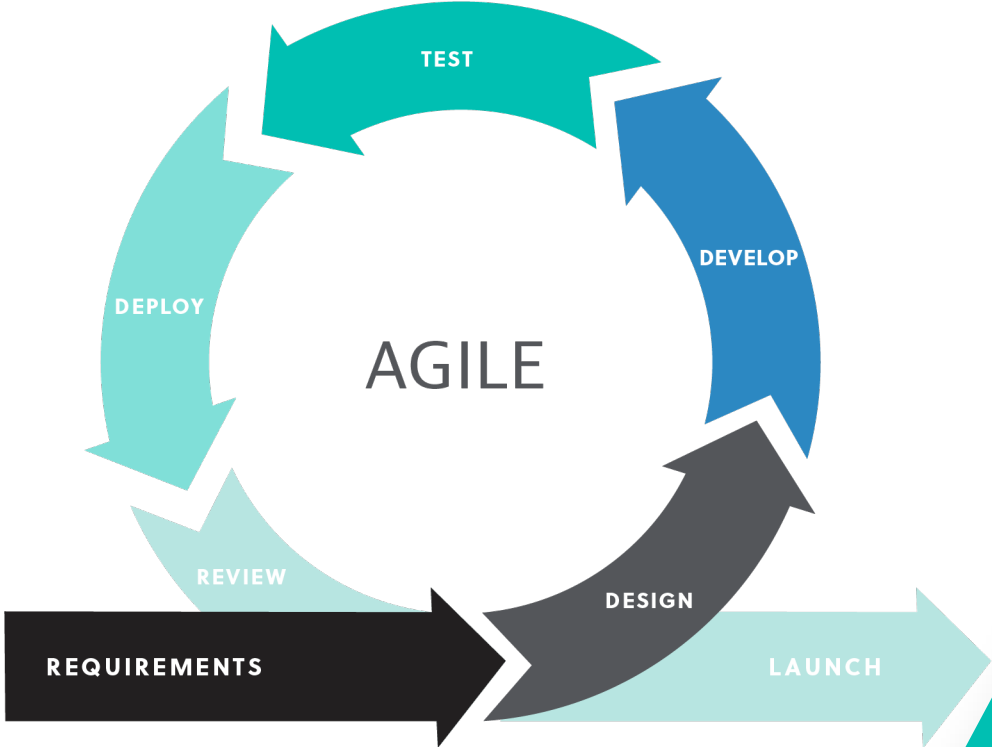 TEST
DEVELOP
DEPLOY
AGILE
REVIEW
DESIGN
REQUIREMENTS
LAUNCH